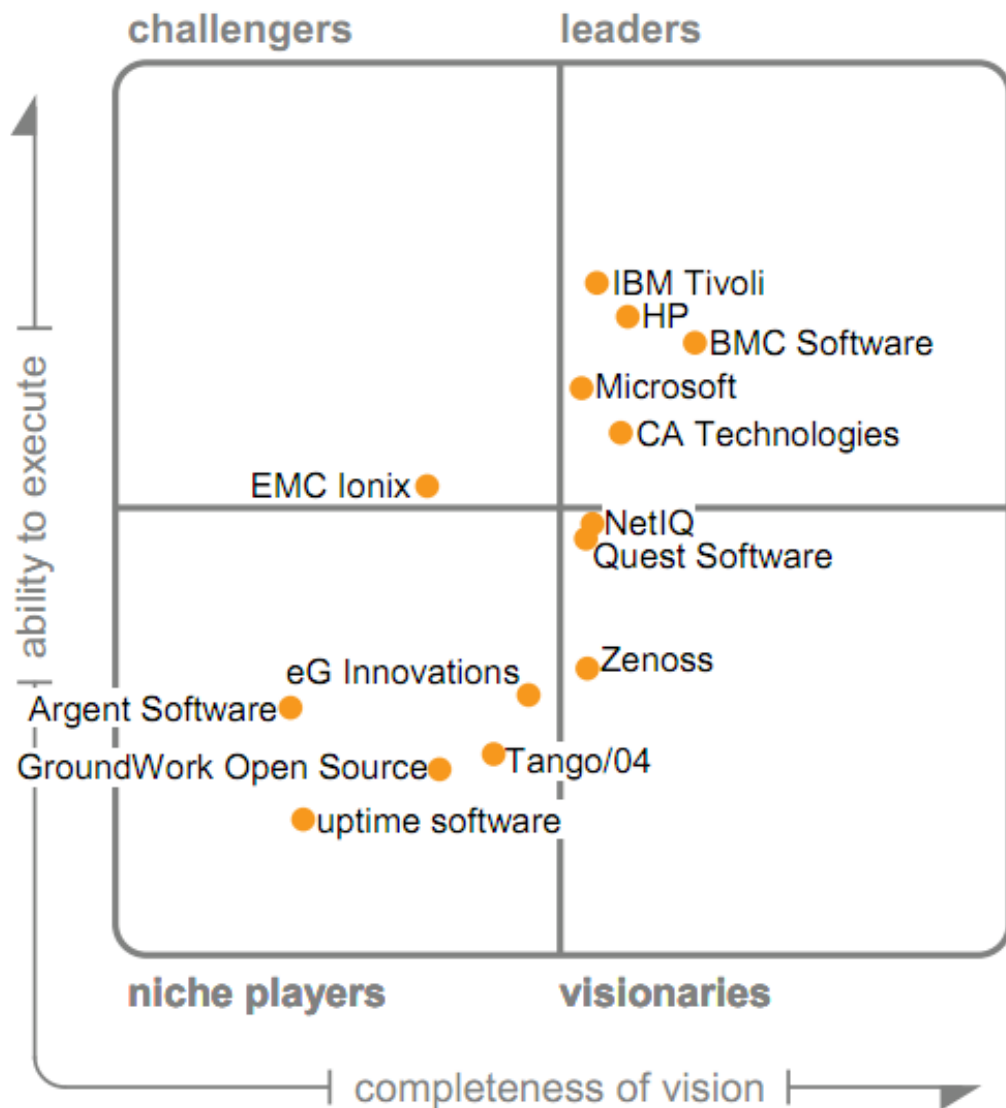 challengers
leaders
ability to execute
IBM Tivoli
HP
BMC Software
Microsoft
CA Technologies
EMC Ionix
NetIQ
Quest Software
Zenoss
eG Innovations
Argent Software
Tango/04
GroundWork Open Source
uptime software
niche players
visionaries
completeness of vision